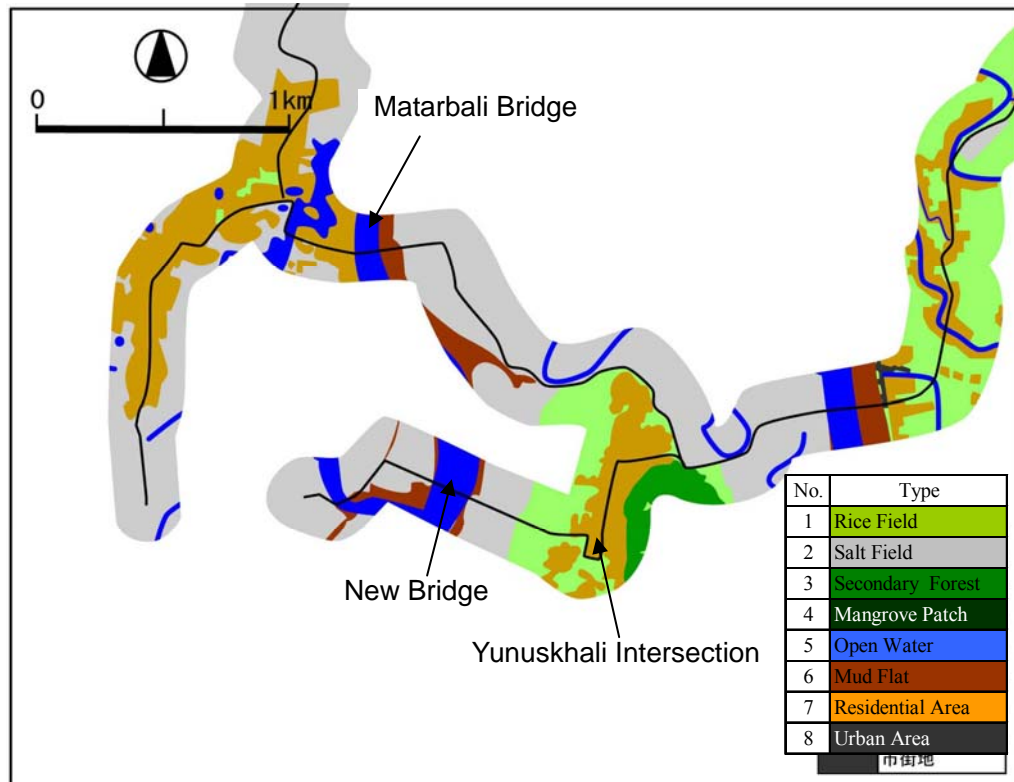 0 1km
Matarbali Bridge
New Bridge
Yunuskhali Intersection
No. Type
1 Rice Field
2 Salt Field
3 Secondary Forest
4 Mangrove Patch
5 Open Water
6 Mud Flat
7 Residential Area
8 Urban Area
市街地